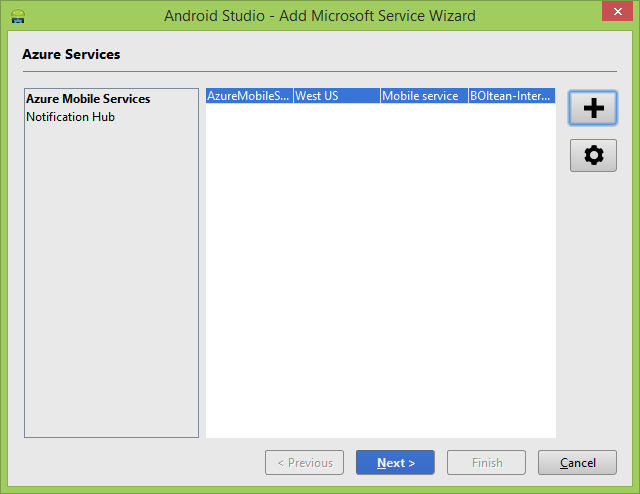 Android Studio - Add Microsoft Service Wizard
Azure Services
Azure Mobile Services
Notification Hub
AzureMobileS... West US Mobile service BOltean-Inter...
< Previous Next > Finish Cancel